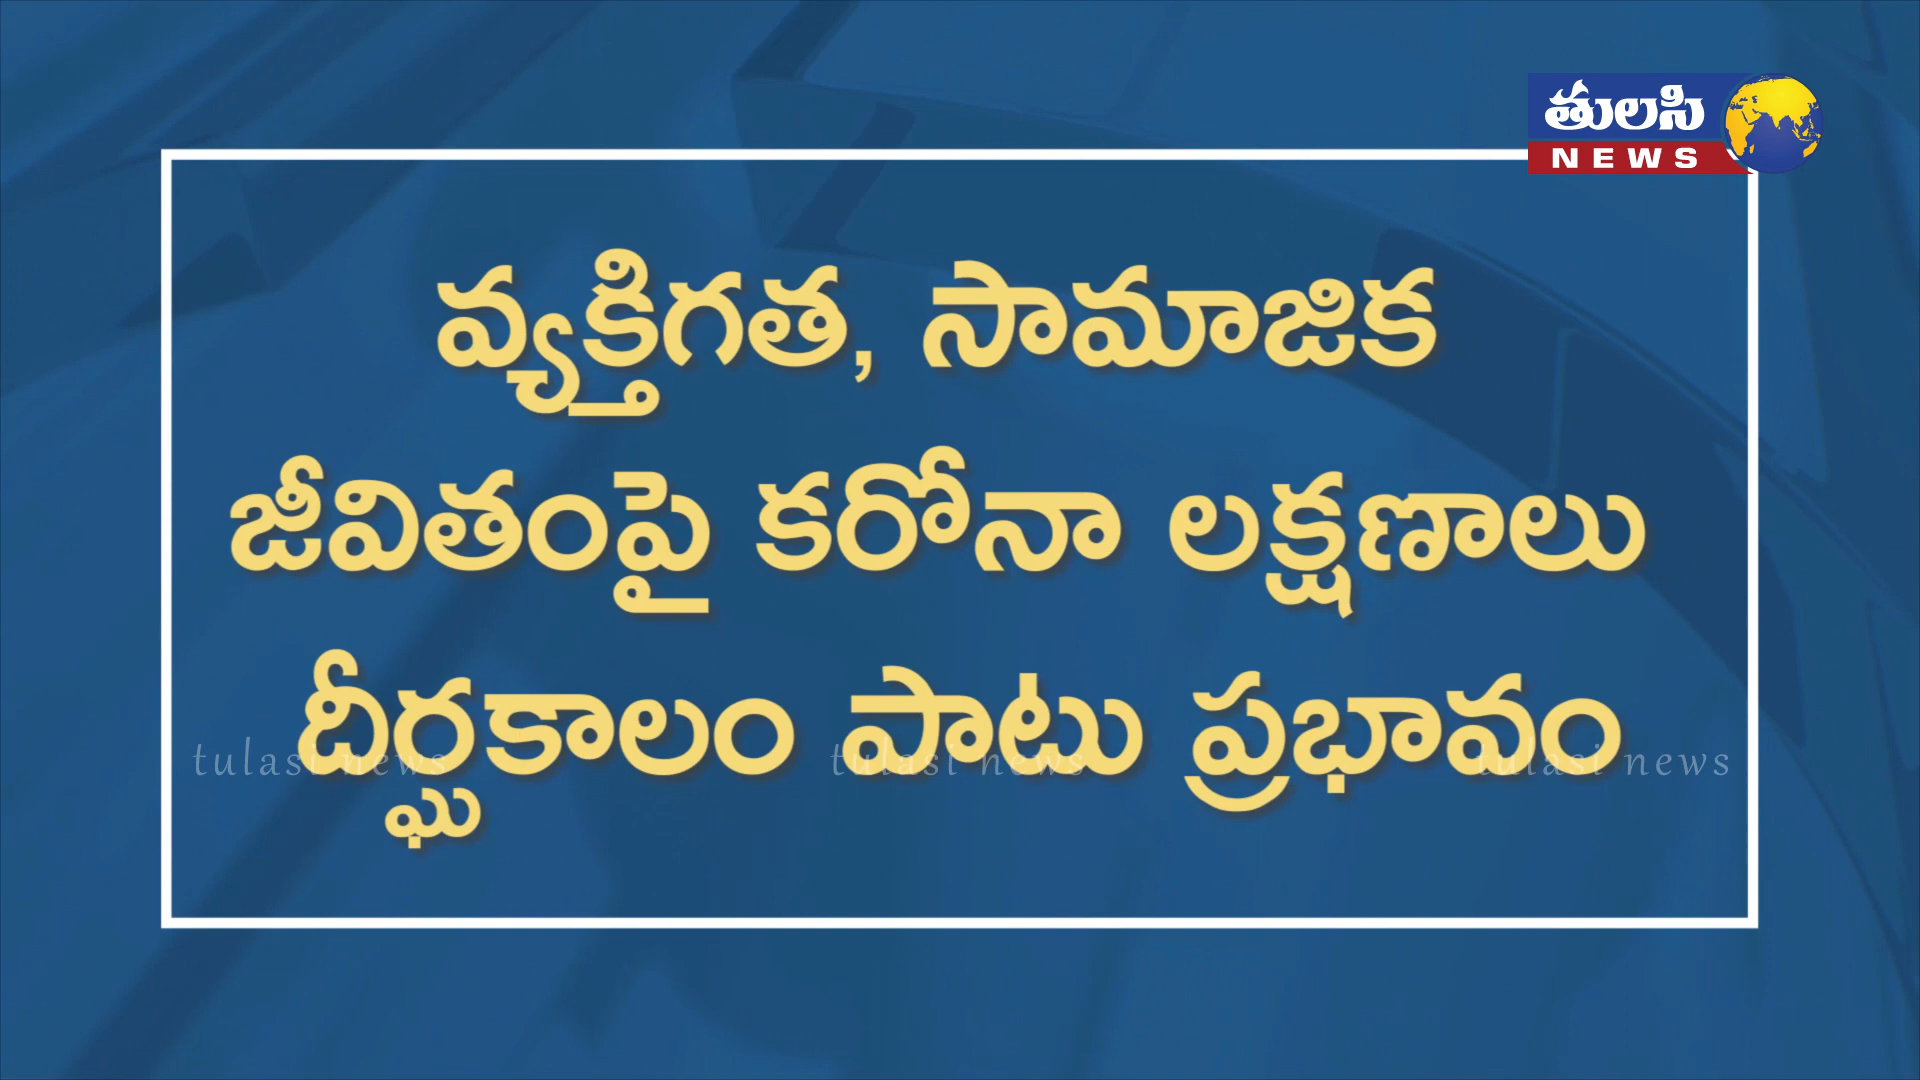 తులసి
NEWS
వ్యక్తిగత, సామాజిక
జీవితంపై కరోనా లక్షణాలు
దీర్ఘకాలం పాటు ప్రభావం
tulasi news tulasi news tulasi news